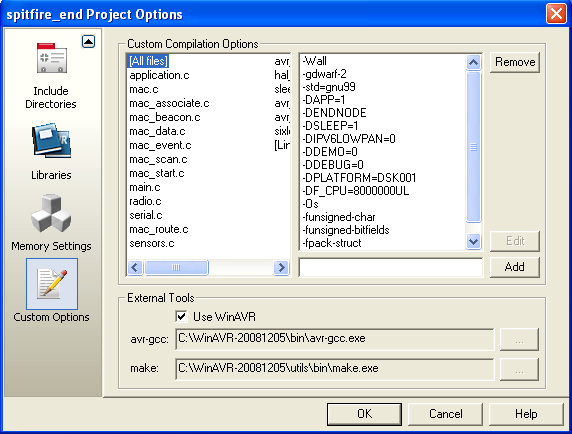 spitfire_end Project Options
Include
Directories
Libraries
Memory Settings
Custom Options
Custom Compilation Options
[All files] avr_
application.c hal_
mac.c slee
mac_associate.c avr_
mac_beacon.c avr_
mac_data.c sixlo
mac_event.c [Lin
mac_scan.c
mac_start.c
main.c
radio.c
serial.c
mac_route.c
sensors.c
-Wall
-gdwarf-2
-std=gnu99
-DAPP=1
-DENDNODE
-DSLEEP=1
-DIPV6LOWPAN=0
-DDEMO=0
-DDEBUG=0
-DPLATFORM=DSK001
-DF_CPU=8000000UL
-Os
-funsigned-char
-funsigned-bitfields
-fpack-struct
Remove
Edit
Add
External Tools
Use WinAVR
avr-gcc: C:\WinAVR-20081205\bin\avr-gcc.exe ...
make: C:\WinAVR-20081205\utils\bin\make.exe ...
OK Cancel Help